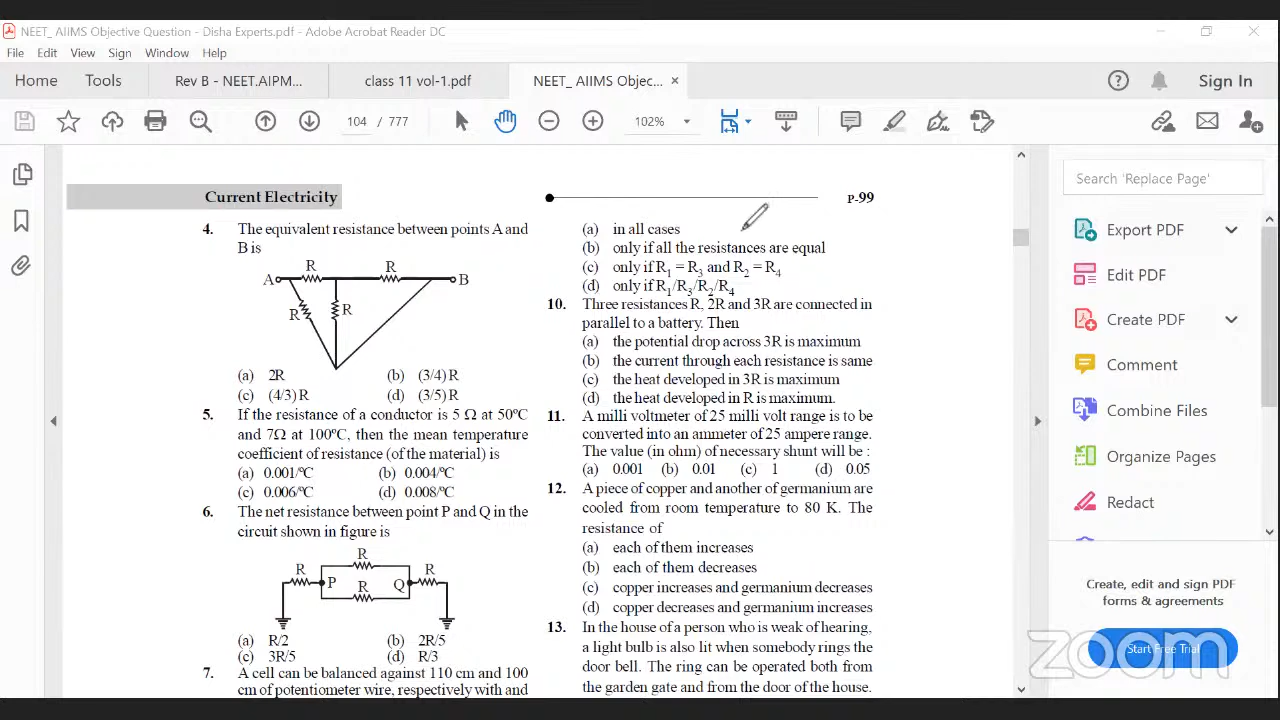 NEET_ AIIMS Objective Question - Disha Experts.pdf - Adobe Acrobat Reader DC
File Edit View Sign Window Help
Home Tools Rev B - NEET.AIPM... class 11 vol-1.pdf NEET_ AIIMS Objec... × ? Sign In
104 / 777 102%
Current Electricity
4. The equivalent resistance between points A and
B is
R R
A B
R R
(a) 2R (b) (3/4) R
(c) (4/3) R (d) (3/5) R
5. If the resistance of a conductor is 5 Ω at 50ºC
and 7Ω at 100ºC, then the mean temperature
coefficient of resistance (of the material) is
(a) 0.001/ºC (b) 0.004/ºC
(c) 0.006/ºC (d) 0.008/ºC
6. The net resistance between point P and Q in the
circuit shown in figure is
R
R P Q R
R
(a) R/2 (b) 2R/5
(c) 3R/5 (d) R/3
7. A cell can be balanced against 110 cm and 100
cm of potentiometer wire, respectively with and
P-99
(a) in all cases
(b) only if all the resistances are equal
(c) only if R₁ = R₃ and R₂ = R₄
(d) only if R₁/R₃/R₂/R₄
10. Three resistances R, 2R and 3R are connected in
parallel to a battery. Then
(a) the potential drop across 3R is maximum
(b) the current through each resistance is same
(c) the heat developed in 3R is maximum
(d) the heat developed in R is maximum.
11. A milli voltmeter of 25 milli volt range is to be
converted into an ammeter of 25 ampere range.
The value (in ohm) of necessary shunt will be :
(a) 0.001 (b) 0.01 (c) 1 (d) 0.05
12. A piece of copper and another of germanium are
cooled from room temperature to 80 K. The
resistance of
(a) each of them increases
(b) each of them decreases
(c) copper increases and germanium decreases
(d) copper decreases and germanium increases
13. In the house of a person who is weak of hearing,
a light bulb is also lit when somebody rings the
door bell. The ring can be operated both from
the garden gate and from the door of the house.
Search 'Replace Page'
Export PDF
Edit PDF
Create PDF
Comment
Combine Files
Organize Pages
Redact
Create, edit and sign PDF
forms & agreements
Start Free Trial
zoom